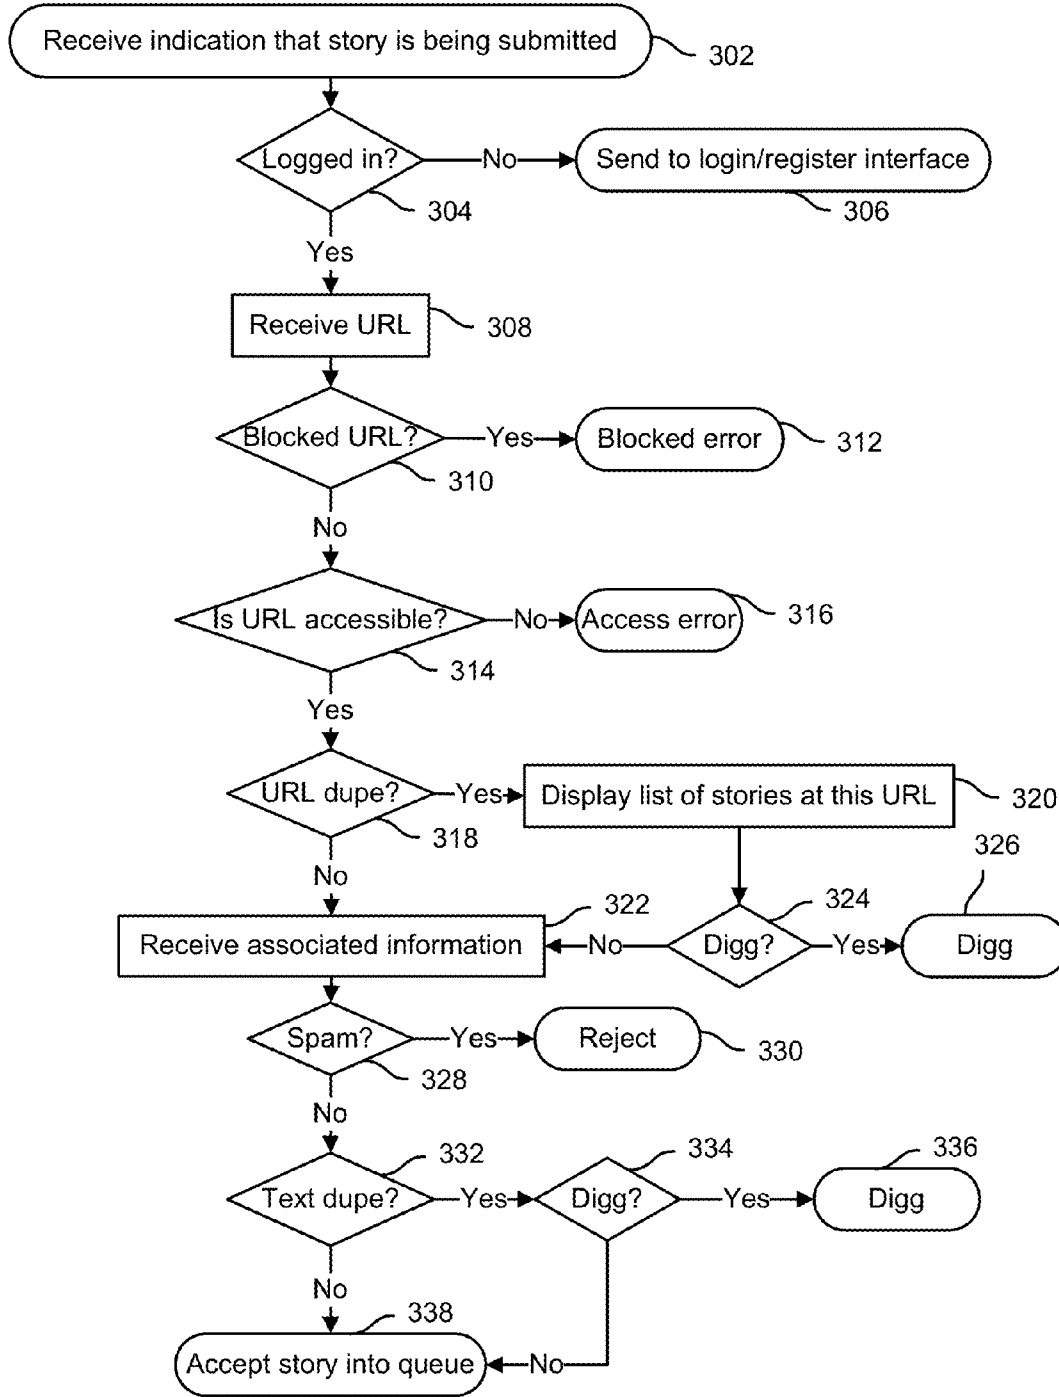 Receive indication that story is being submitted
302
Logged in?
No
Send to login/register interface
304
306
Yes
Receive URL
308
Blocked URL?
Yes
Blocked error
312
310
No
Is URL accessible?
No
Access error
316
314
Yes
URL dupe?
Yes
Display list of stories at this URL
320
318
326
No
322
324
Receive associated information
No
Digg?
Yes
Digg
Spam?
Yes
Reject
330
328
No
332
334
336
Text dupe?
Yes
Digg?
Yes
Digg
No
338
Accept story into queue
No